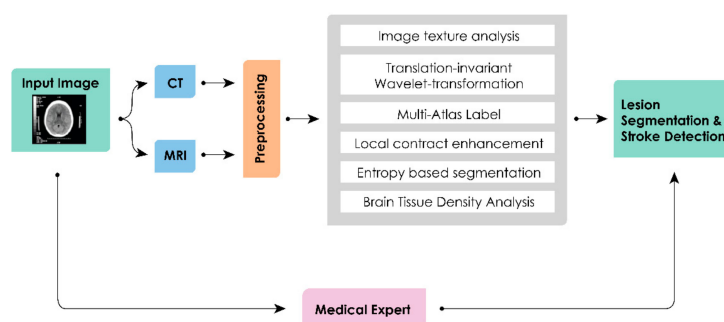 Input Image
CT
MRI
Preprocessing
Image texture analysis
Translation-invariant
Wavelet-transformation
Multi-Atlas Label
Local contract enhancement
Entropy based segmentation
Brain Tissue Density Analysis
Lesion
Segmentation &
Stroke Detection
Medical Expert